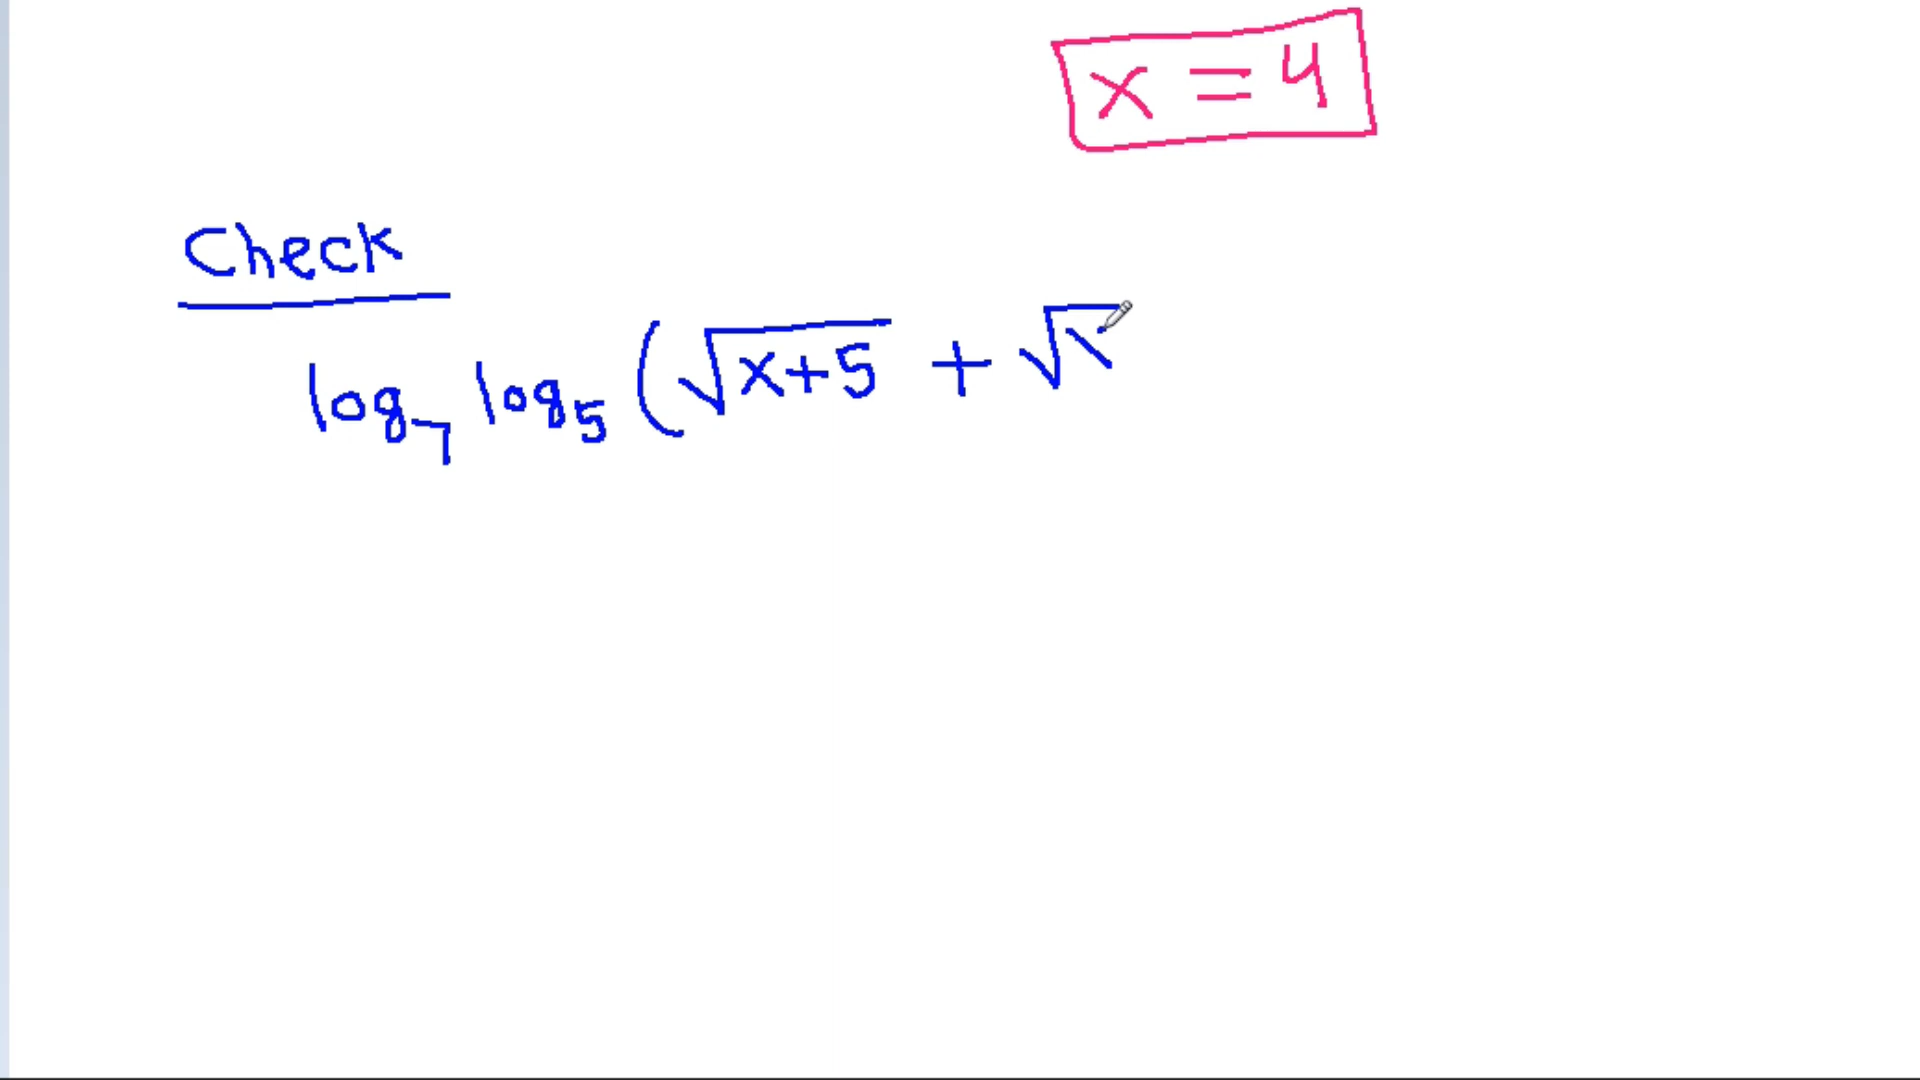 x = 4
Check
log₇ log₅ (√x+5 + √x